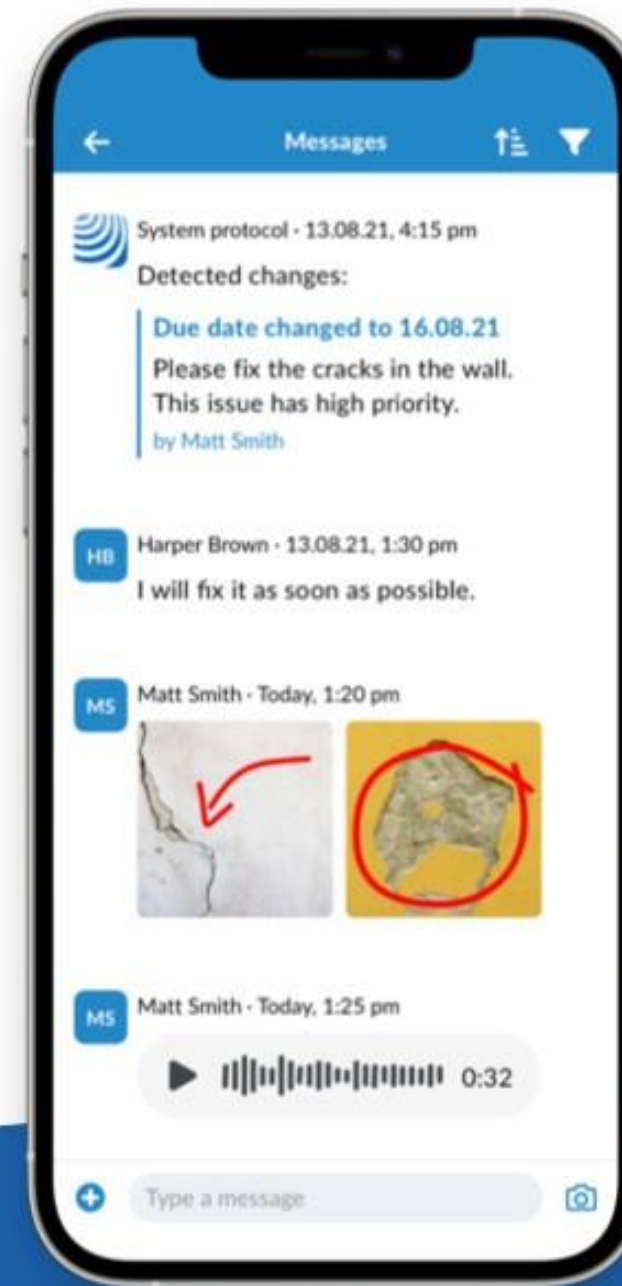 Messages
System protocol · 13.08.21, 4:15 pm
Detected changes:
Due date changed to 16.08.21
Please fix the cracks in the wall.
This issue has high priority.
by Matt Smith
HB
Harper Brown · 13.08.21, 1:30 pm
I will fix it as soon as possible.
MS
Matt Smith · Today, 1:20 pm
MS
Matt Smith · Today, 1:25 pm
0:32
Type a message